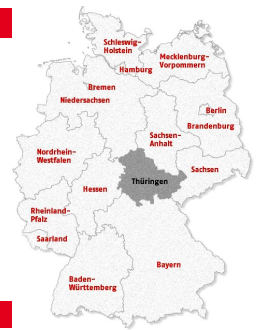 Schleswig-
Holstein
Mecklenburg-
Vorpommern
Hamburg
Bremen
Niedersachsen
Berlin
Brandenburg
Sachsen-
Anhalt
Nordrhein-
Westfalen
Sachsen
Thüringen
Hessen
Rheinland-
Pfalz
Saarland
Bayern
Baden-
Württemberg